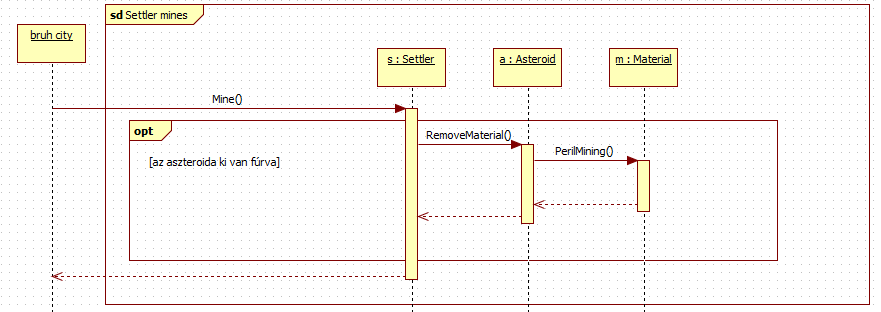 sd Settler mines
bruh city
s : Settler
a : Asteroid
m : Material
Mine()
opt
RemoveMaterial()
PerilMining()
[az aszteroida ki van fúrva]